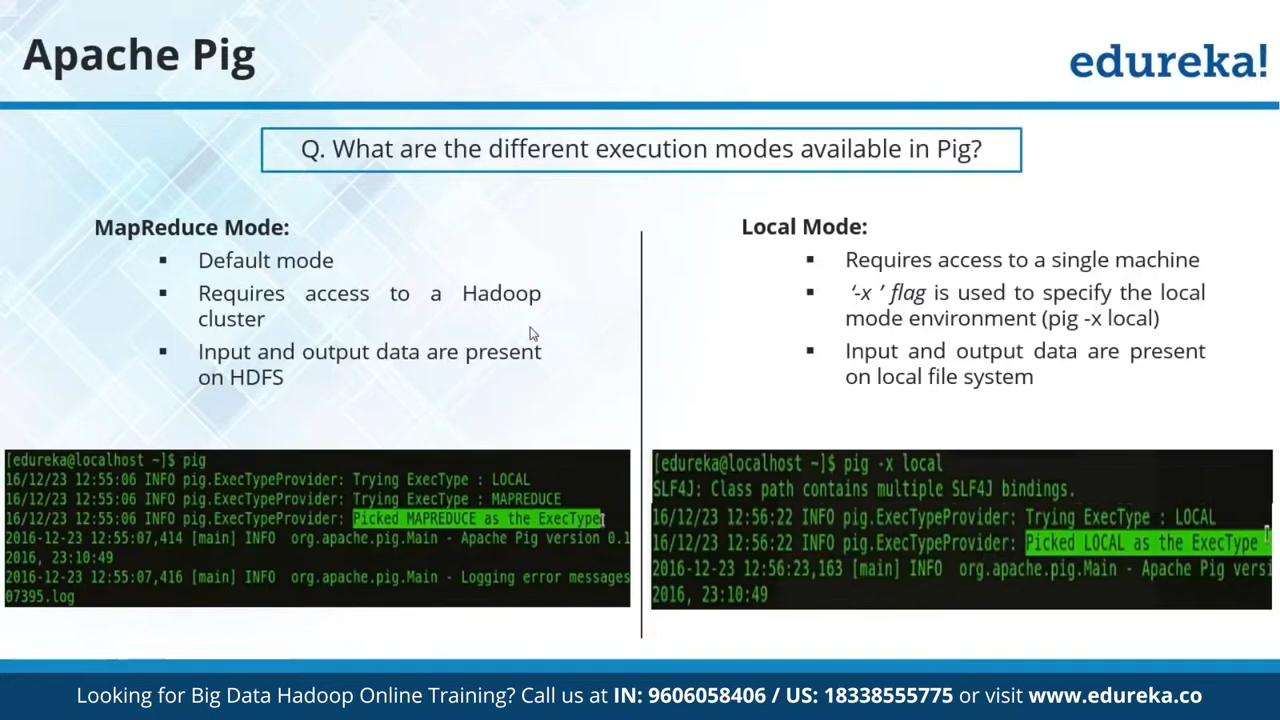 Apache Pig
edureka!
Q. What are the different execution modes available in Pig?
MapReduce Mode:
▪ Default mode
▪ Requires access to a Hadoop
cluster
▪ Input and output data are present
on HDFS
[edureka@localhost ~]$ pig
16/12/23 12:55:06 INFO pig.ExecTypeProvider: Trying ExecType : LOCAL
16/12/23 12:55:06 INFO pig.ExecTypeProvider: Trying ExecType : MAPREDUCE
16/12/23 12:55:06 INFO pig.ExecTypeProvider: Picked MAPREDUCE as the ExecType
2016-12-23 12:55:07,414 [main] INFO  org.apache.pig.Main - Apache Pig version 0.1
2016, 23:10:49
2016-12-23 12:55:07,416 [main] INFO  org.apache.pig.Main - Logging error messages
07395.log
Local Mode:
▪ Requires access to a single machine
▪ ‘-x ’ flag is used to specify the local
mode environment (pig -x local)
▪ Input and output data are present
on local file system
[edureka@localhost ~]$ pig -x local
SLF4J: Class path contains multiple SLF4J bindings.
16/12/23 12:56:22 INFO pig.ExecTypeProvider: Trying ExecType : LOCAL
16/12/23 12:56:22 INFO pig.ExecTypeProvider: Picked LOCAL as the ExecType
2016-12-23 12:56:23,163 [main] INFO  org.apache.pig.Main - Apache Pig versi
2016, 23:10:49
Looking for Big Data Hadoop Online Training? Call us at IN: 9606058406 / US: 18338555775 or visit www.edureka.co